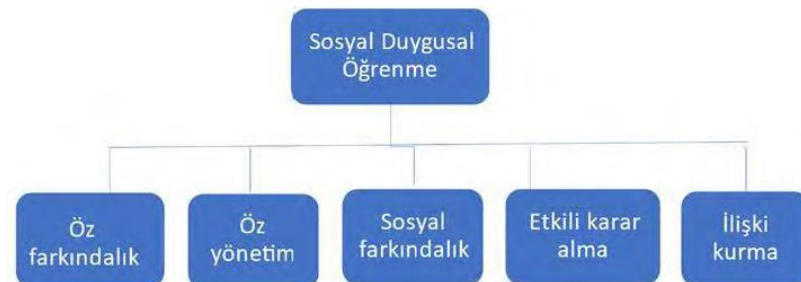 Sosyal Duygusal
Öğrenme
Öz
farkındalık
Öz
yönetim
Sosyal
farkındalık
Etkili karar
alma
İlişki
kurma